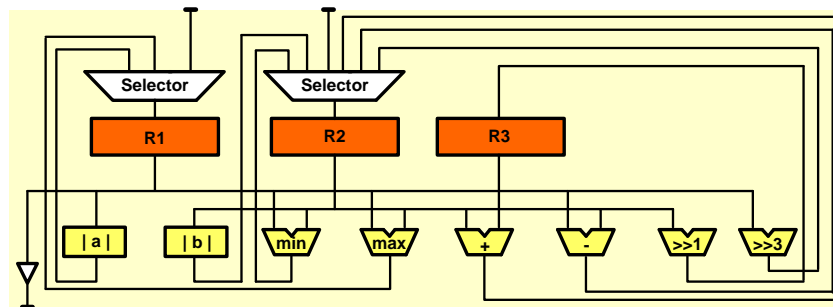 Selector
Selector
R1
R2
R3
| a |
| b |
min
max
+
-
>>1
>>3